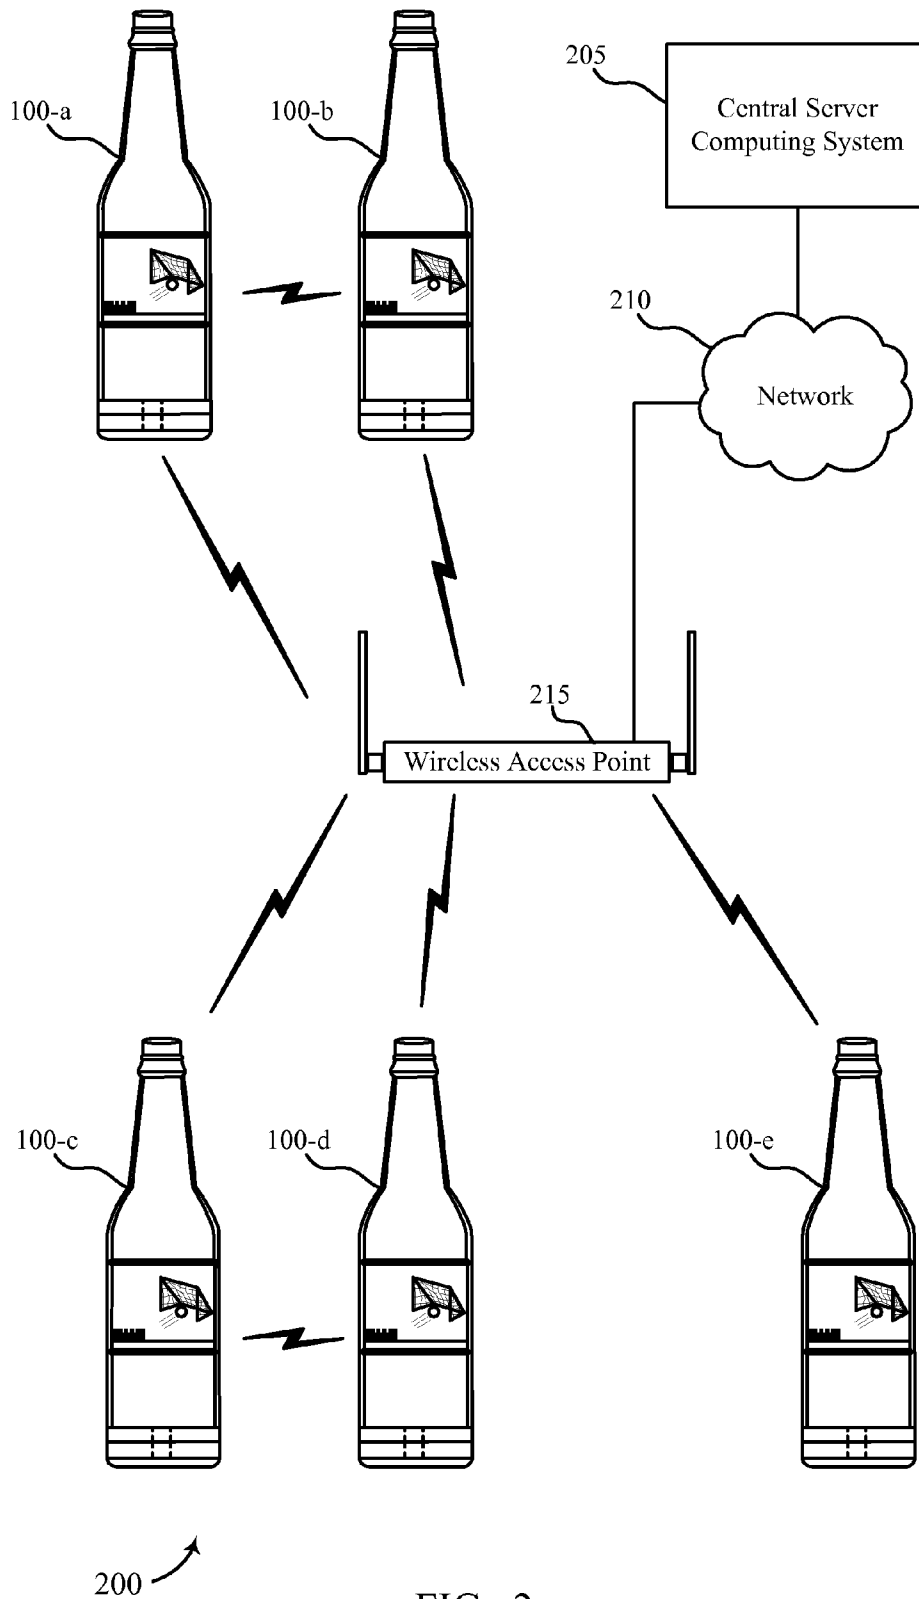 205
100-a
100-b
Central Server
Computing System
210
Network
215
Wireless Access Point
100-c
100-d
100-e
200
FIG. 2